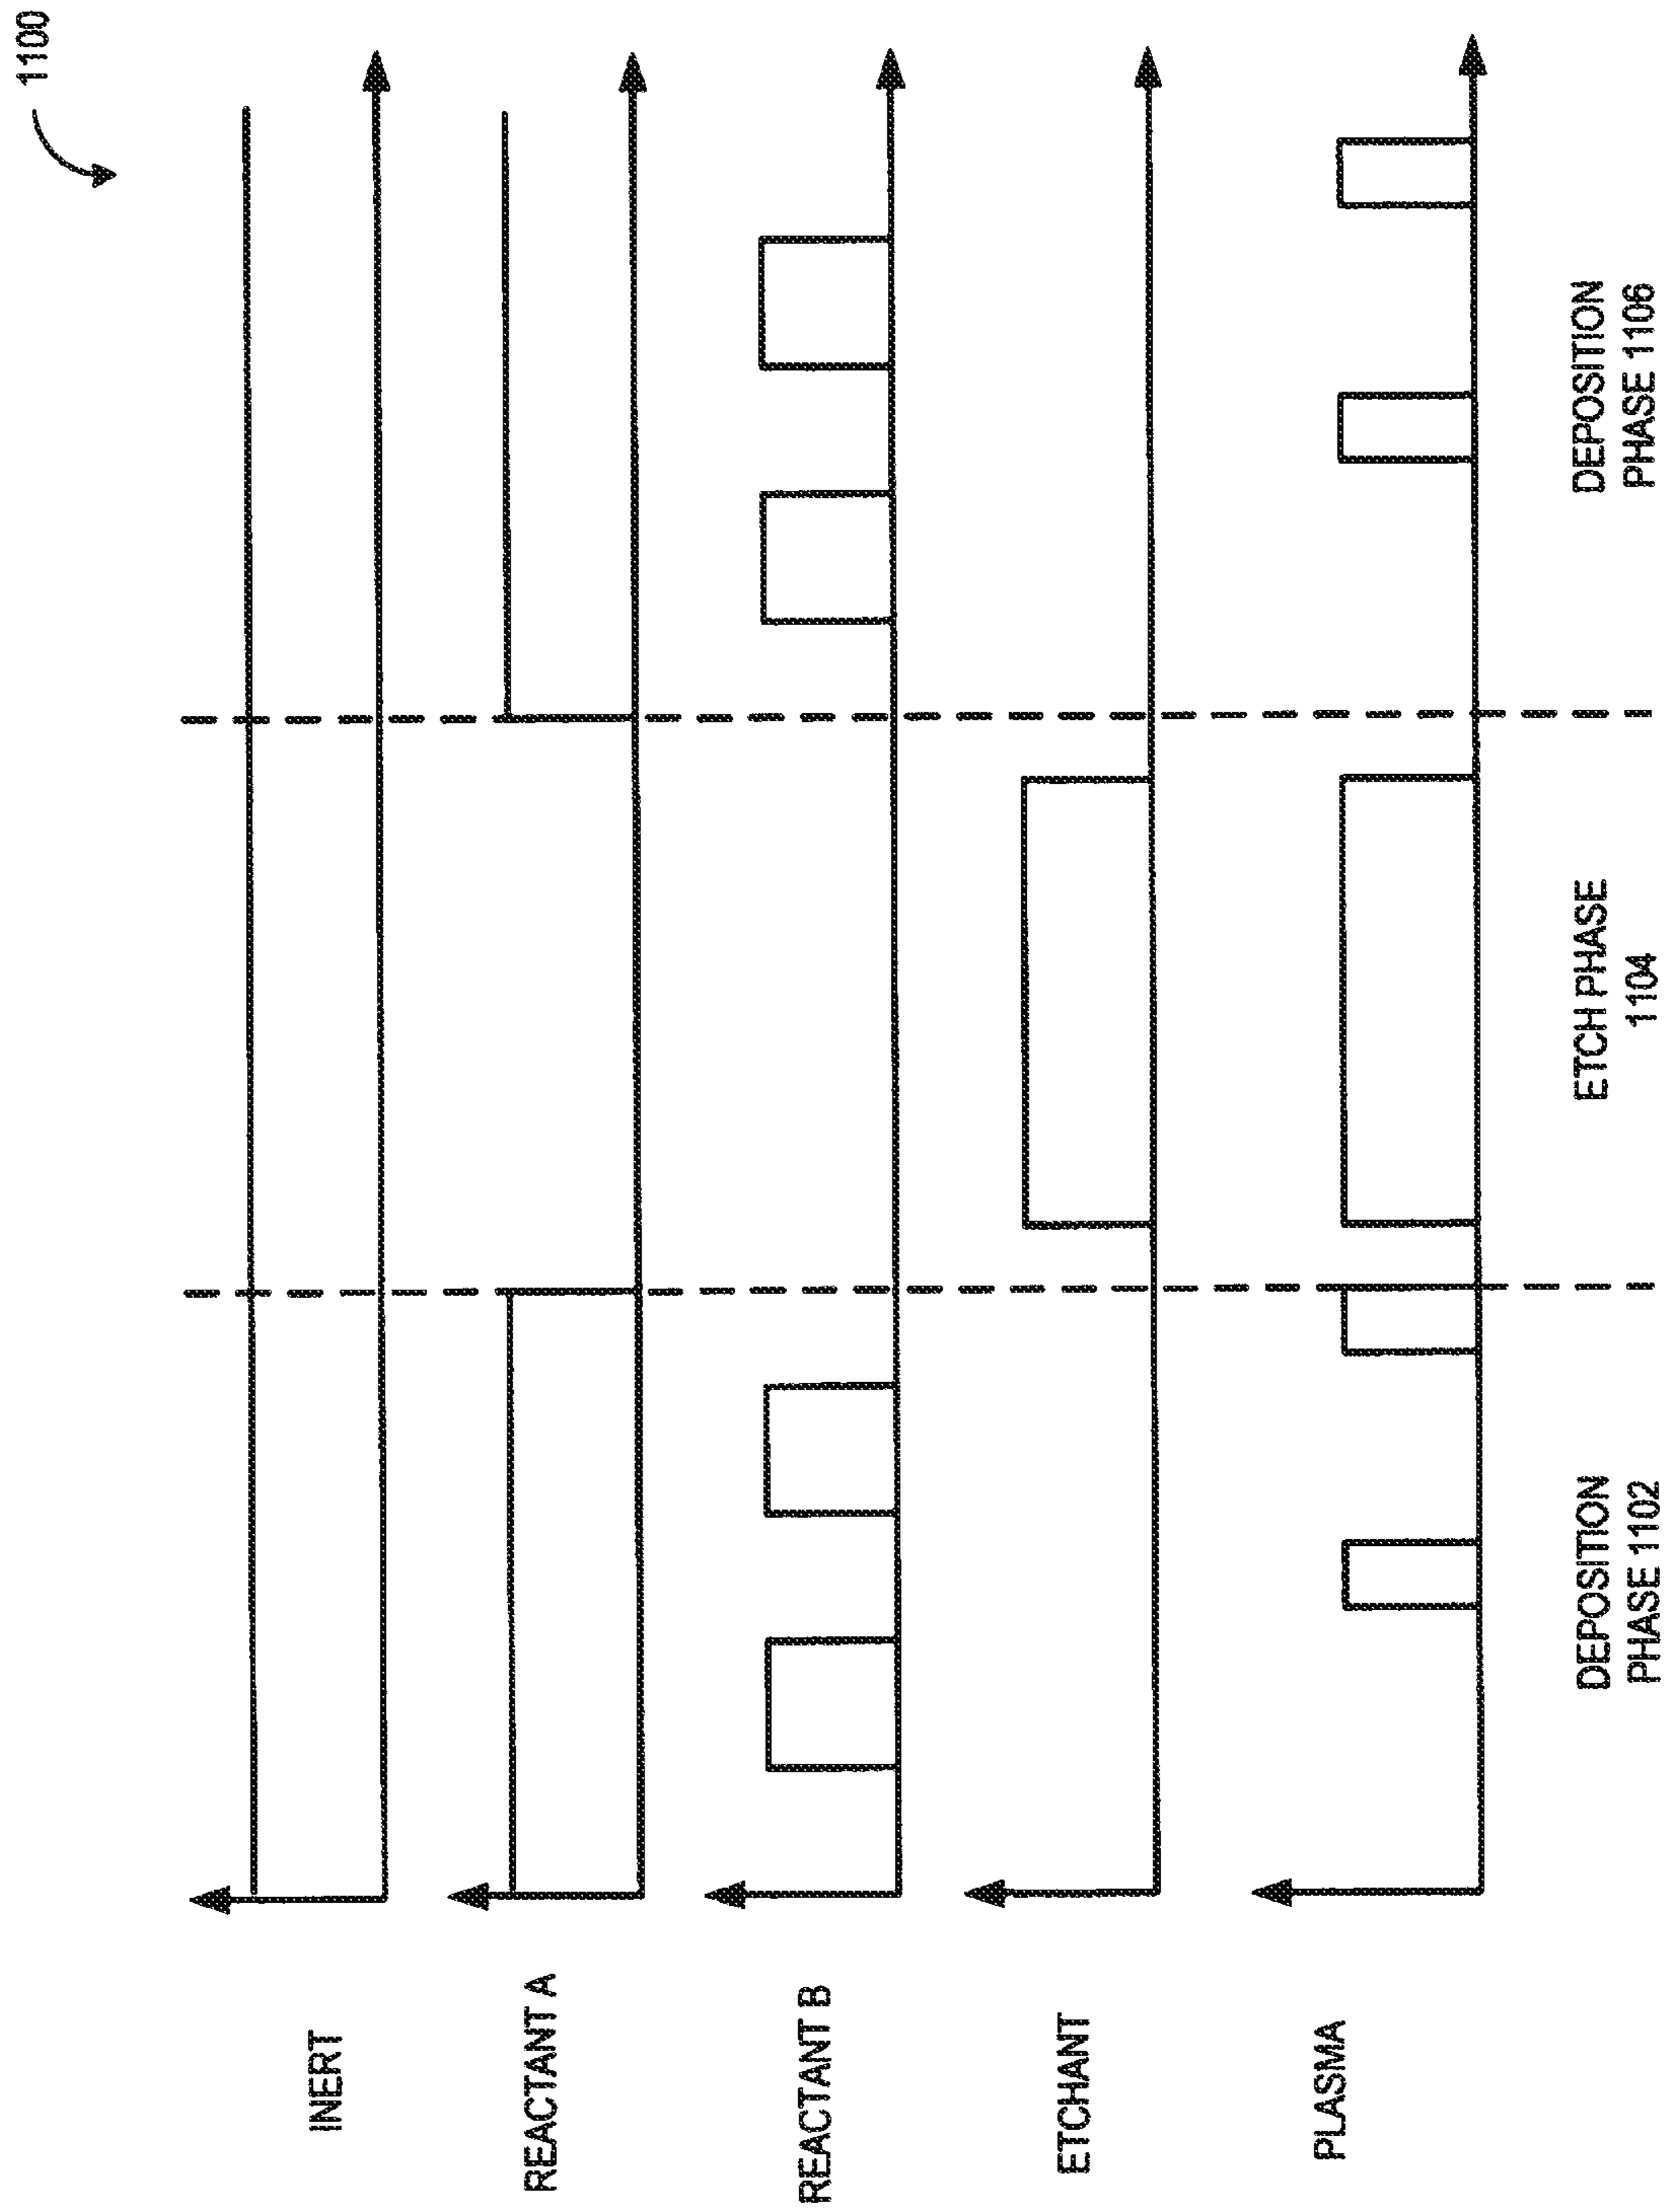 1100
INERT
REACTANT A
REACTANT B
ETCHANT
PLASMA
DEPOSITION
PHASE 1102
ETCH PHASE
1104
DEPOSITION
PHASE 1106